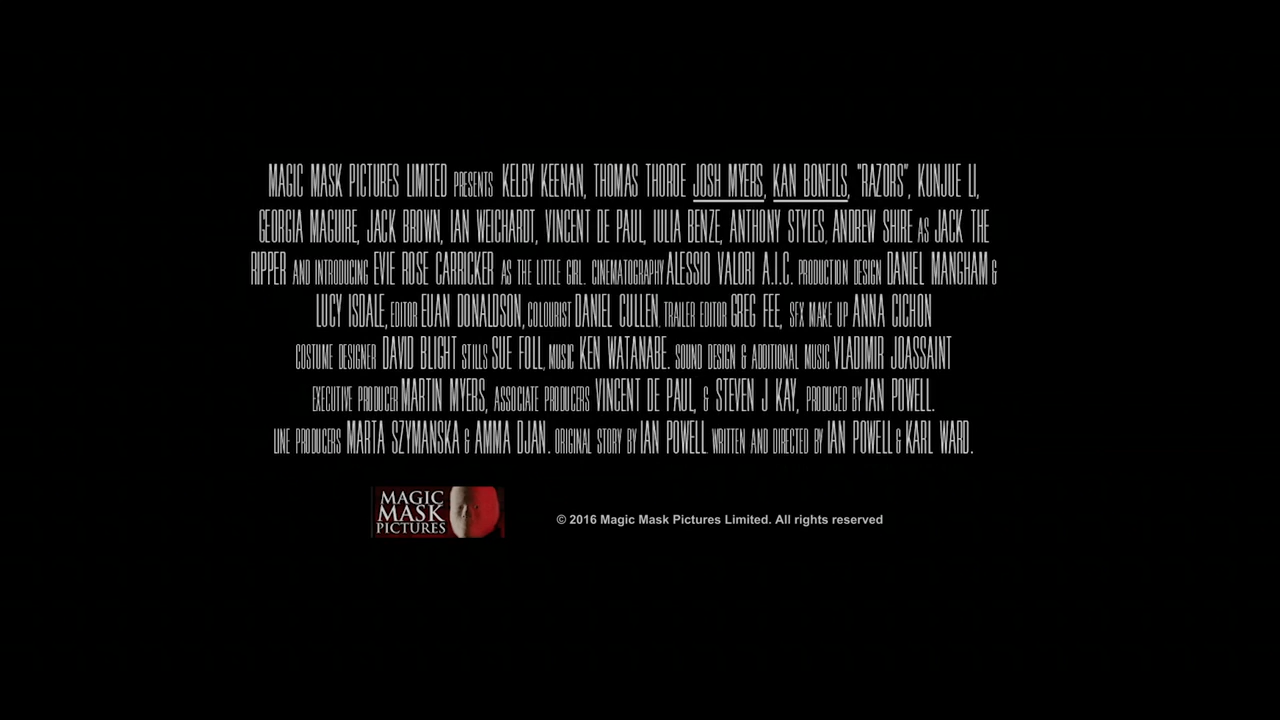 MAGIC MASK PICTURES LIMITED PRESENTS KELBY KEENAN, THOMAS THOROE JOSH MYERS, KAN BONFILS, "RAZORS", KUNJUE LI,
GEORGIA MAGUIRE, JACK BROWN, IAN WEICHARDT, VINCENT DE PAUL, JULIA BENZE, ANTHONY STYLES, ANDREW SHIRE AS JACK THE
RIPPER AND INTRODUCING EVIE ROSE CARRICKER AS THE LITTLE GIRL. CINEMATOGRAPHY ALESSIO VALORI A.I.C. PRODUCTION DESIGN DANIEL MANGHAM &
LUCY ISDALE, EDITOR EUAN DONALDSON, COLOURIST DANIEL CULLEN. TRAILER EDITOR GREG FEE, SFX MAKE UP ANNA CICHON
COSTUME DESIGNER DAVID BLIGHT STILLS SUE FOLL, MUSIC KEN WATANABE. SOUND DESIGN & ADDITIONAL MUSIC VLADIMIR JOASSAINT
EXECUTIVE PRODUCER MARTIN MYERS, ASSOCIATE PRODUCERS VINCENT DE PAUL, & STEVEN J KAY, PRODUCED BY IAN POWELL.
LINE PRODUCERS MARTA SZYMANSKA & AMMA DJAN. ORIGINAL STORY BY IAN POWELL. WRITTEN AND DIRECTED BY IAN POWELL & KARL WARD.
MAGIC
MASK
PICTURES
© 2016 Magic Mask Pictures Limited. All rights reserved